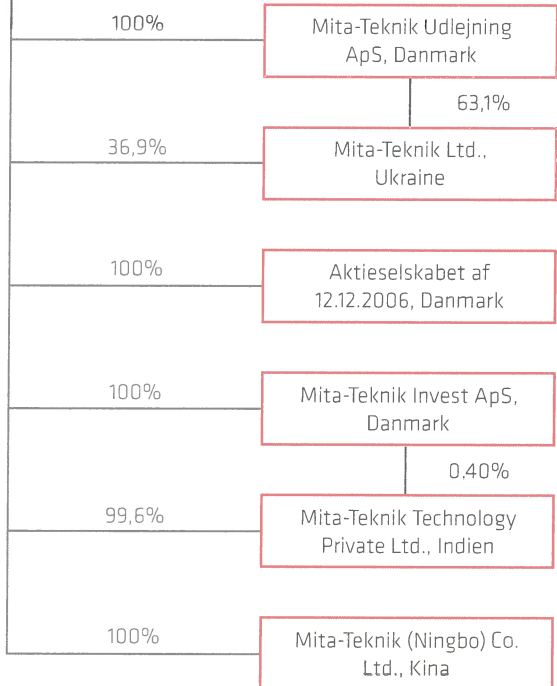 100%
Mita-Teknik Udlejning
ApS, Danmark
63,1%
36,9%
Mita-Teknik Ltd.,
Ukraine
100%
Aktieselskabet af
12.12.2006, Danmark
100%
Mita-Teknik Invest ApS,
Danmark
0,40%
99,6%
Mita-Teknik Technology
Private Ltd., Indien
100%
Mita-Teknik (Ningbo) Co.
Ltd., Kina